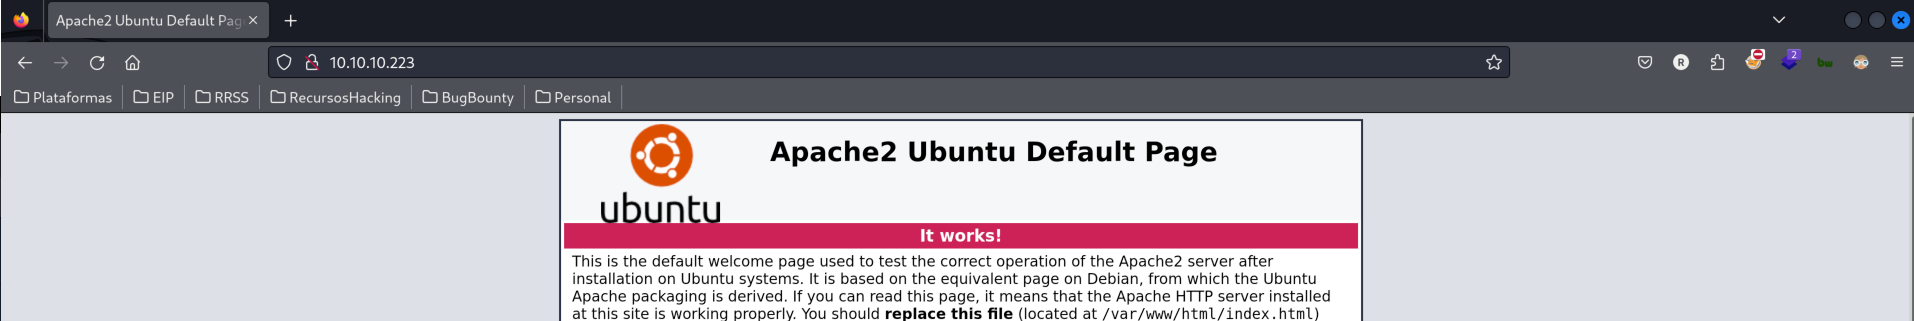 Apache2 Ubuntu Default Pag
10.10.10.223
R
2
bw
Plataformas
EIP
RRSS
RecursosHacking
BugBounty
Personal
ubuntu
Apache2 Ubuntu Default Page
It works!
This is the default welcome page used to test the correct operation of the Apache2 server after
installation on Ubuntu systems. It is based on the equivalent page on Debian, from which the Ubuntu
Apache packaging is derived. If you can read this page, it means that the Apache HTTP server installed
at this site is working properly. You should replace this file (located at /var/www/html/index.html)